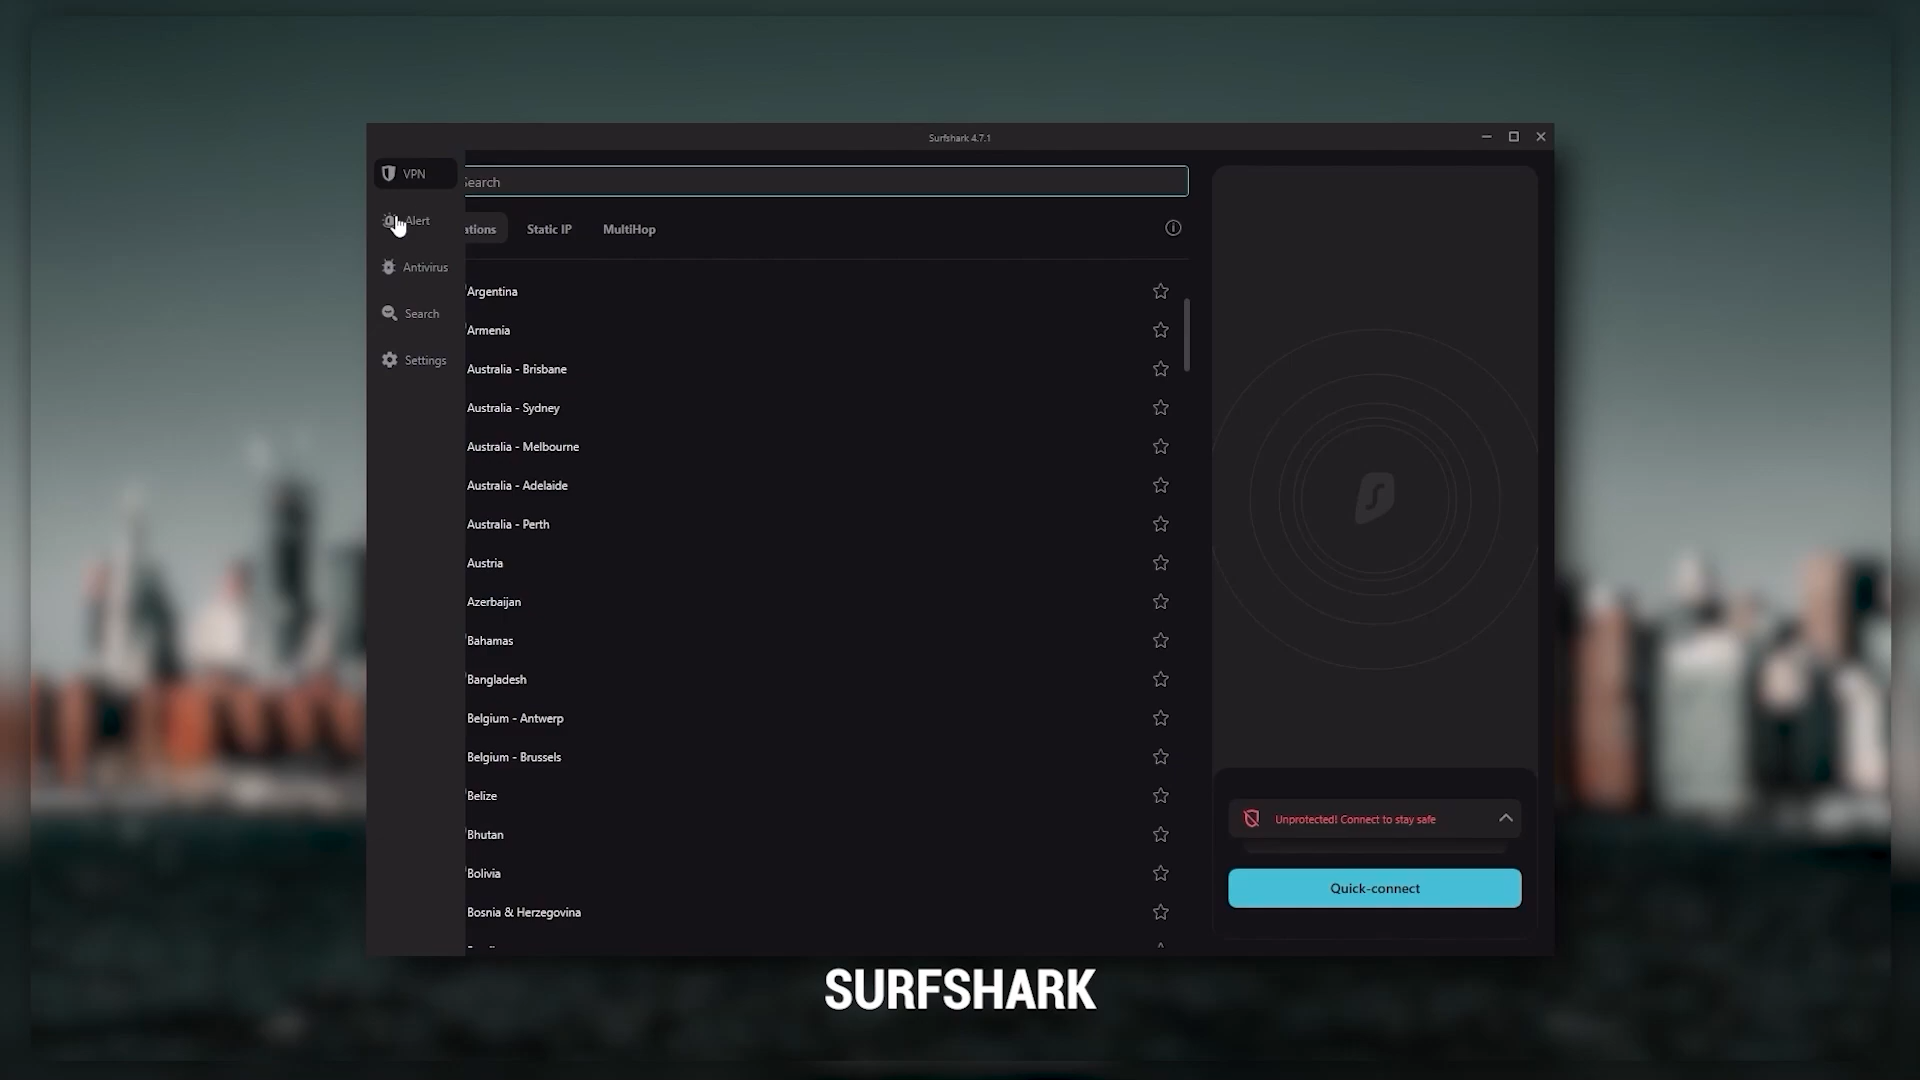 Surfshark 4.7.1
VPN
Alert
Antivirus
Search
Settings
Search
ations
Static IP
MultiHop
Argentina
Armenia
Australia - Brisbane
Australia - Sydney
Australia - Melbourne
Australia - Adelaide
Australia - Perth
Austria
Azerbaijan
Bahamas
Bangladesh
Belgium - Antwerp
Belgium - Brussels
Belize
Bhutan
Bolivia
Bosnia & Herzegovina
Unprotected! Connect to stay safe
Quick-connect
SURFSHARK